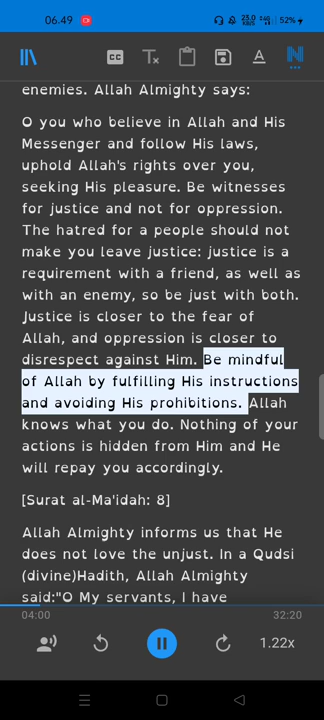 06.49 25.0 KB/S 52%
CC T A N
enemies. Allah Almighty says:
O you who believe in Allah and His
Messenger and follow His laws,
uphold Allah's rights over you,
seeking His pleasure. Be witnesses
for justice and not for oppression.
The hatred for a people should not
make you leave justice: justice is a
requirement with a friend, as well as
with an enemy, so be just with both.
Justice is closer to the fear of
Allah, and oppression is closer to
disrespect against Him. Be mindful
of Allah by fulfilling His instructions
and avoiding His prohibitions. Allah
knows what you do. Nothing of your
actions is hidden from Him and He
will repay you accordingly.
[Surat al-Ma'idah: 8]
Allah Almighty informs us that He
does not love the unjust. In a Qudsi
(divine)Hadith, Allah Almighty
said:"O My servants, I have
04:00 32:20
1.22x